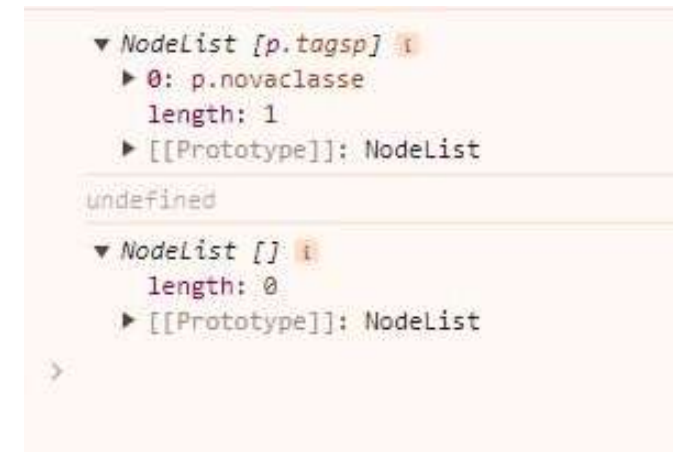 ▼ NodeList [p.tagsp] i
▶ 0: p.novaclasse
length: 1
▶ [[Prototype]]: NodeList
undefined
▼ NodeList [] i
length: 0
▶ [[Prototype]]: NodeList
>